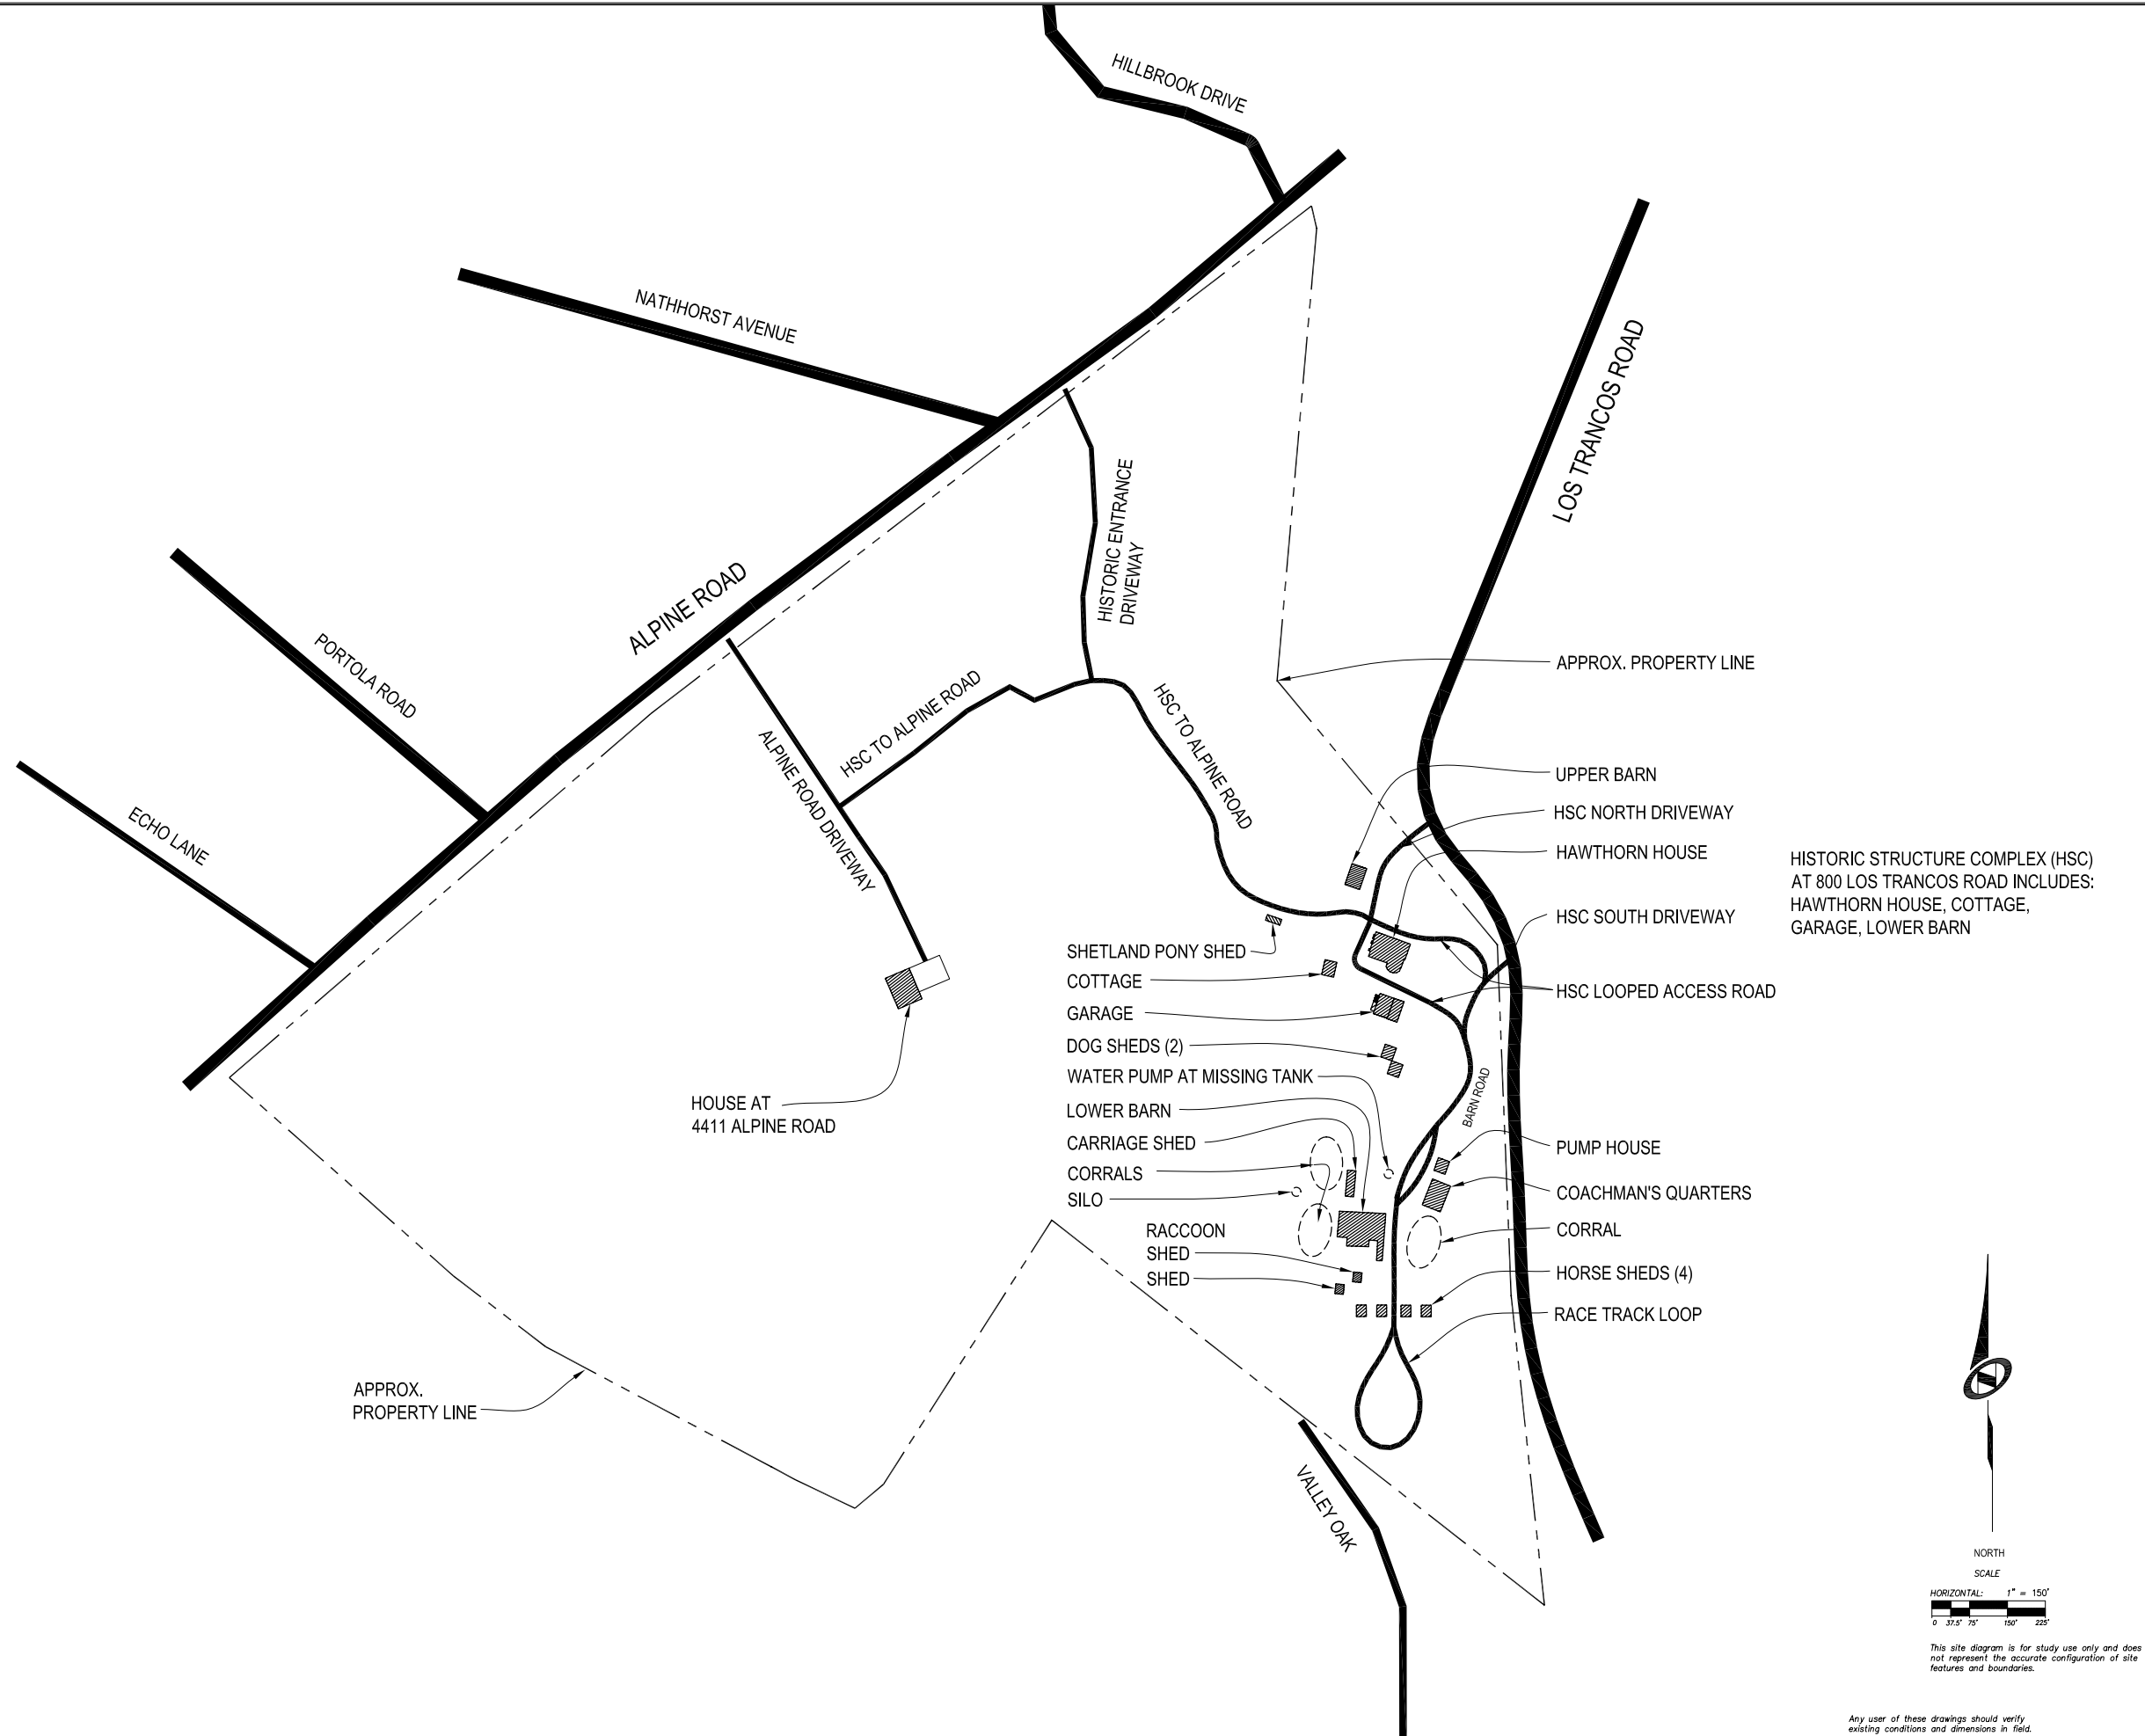 HILLBROOK DRIVE
NATHHORST AVENUE
LOS TRANCOS ROAD
HISTORIC ENTRANCE
DRIVEWAY
ALPINE ROAD
PORTOLA ROAD
APPROX. PROPERTY LINE
HSC TO ALPINE ROAD
HSC TO ALPINE ROAD
ALPINE ROAD DRIVEWAY
ECHO LANE
UPPER BARN
HSC NORTH DRIVEWAY
HAWTHORN HOUSE
HISTORIC STRUCTURE COMPLEX (HSC)
AT 800 LOS TRANCOS ROAD INCLUDES:
HAWTHORN HOUSE, COTTAGE,
GARAGE, LOWER BARN
HSC SOUTH DRIVEWAY
SHETLAND PONY SHED
COTTAGE
HSC LOOPED ACCESS ROAD
GARAGE
DOG SHEDS (2)
WATER PUMP AT MISSING TANK
BARN ROAD
HOUSE AT
4411 ALPINE ROAD
LOWER BARN
CARRIAGE SHED
PUMP HOUSE
CORRALS
COACHMAN'S QUARTERS
SILO
CORRAL
RACCOON
SHED
SHED
HORSE SHEDS (4)
RACE TRACK LOOP
APPROX.
PROPERTY LINE
VALLEY OAK
N
NORTH
SCALE
HORIZONTAL: 1" = 150'
0 37.5' 75' 150' 225'
This site diagram is for study use only and does
not represent the accurate configuration of site
features and boundaries.
Any user of these drawings should verify
existing conditions and dimensions in field.